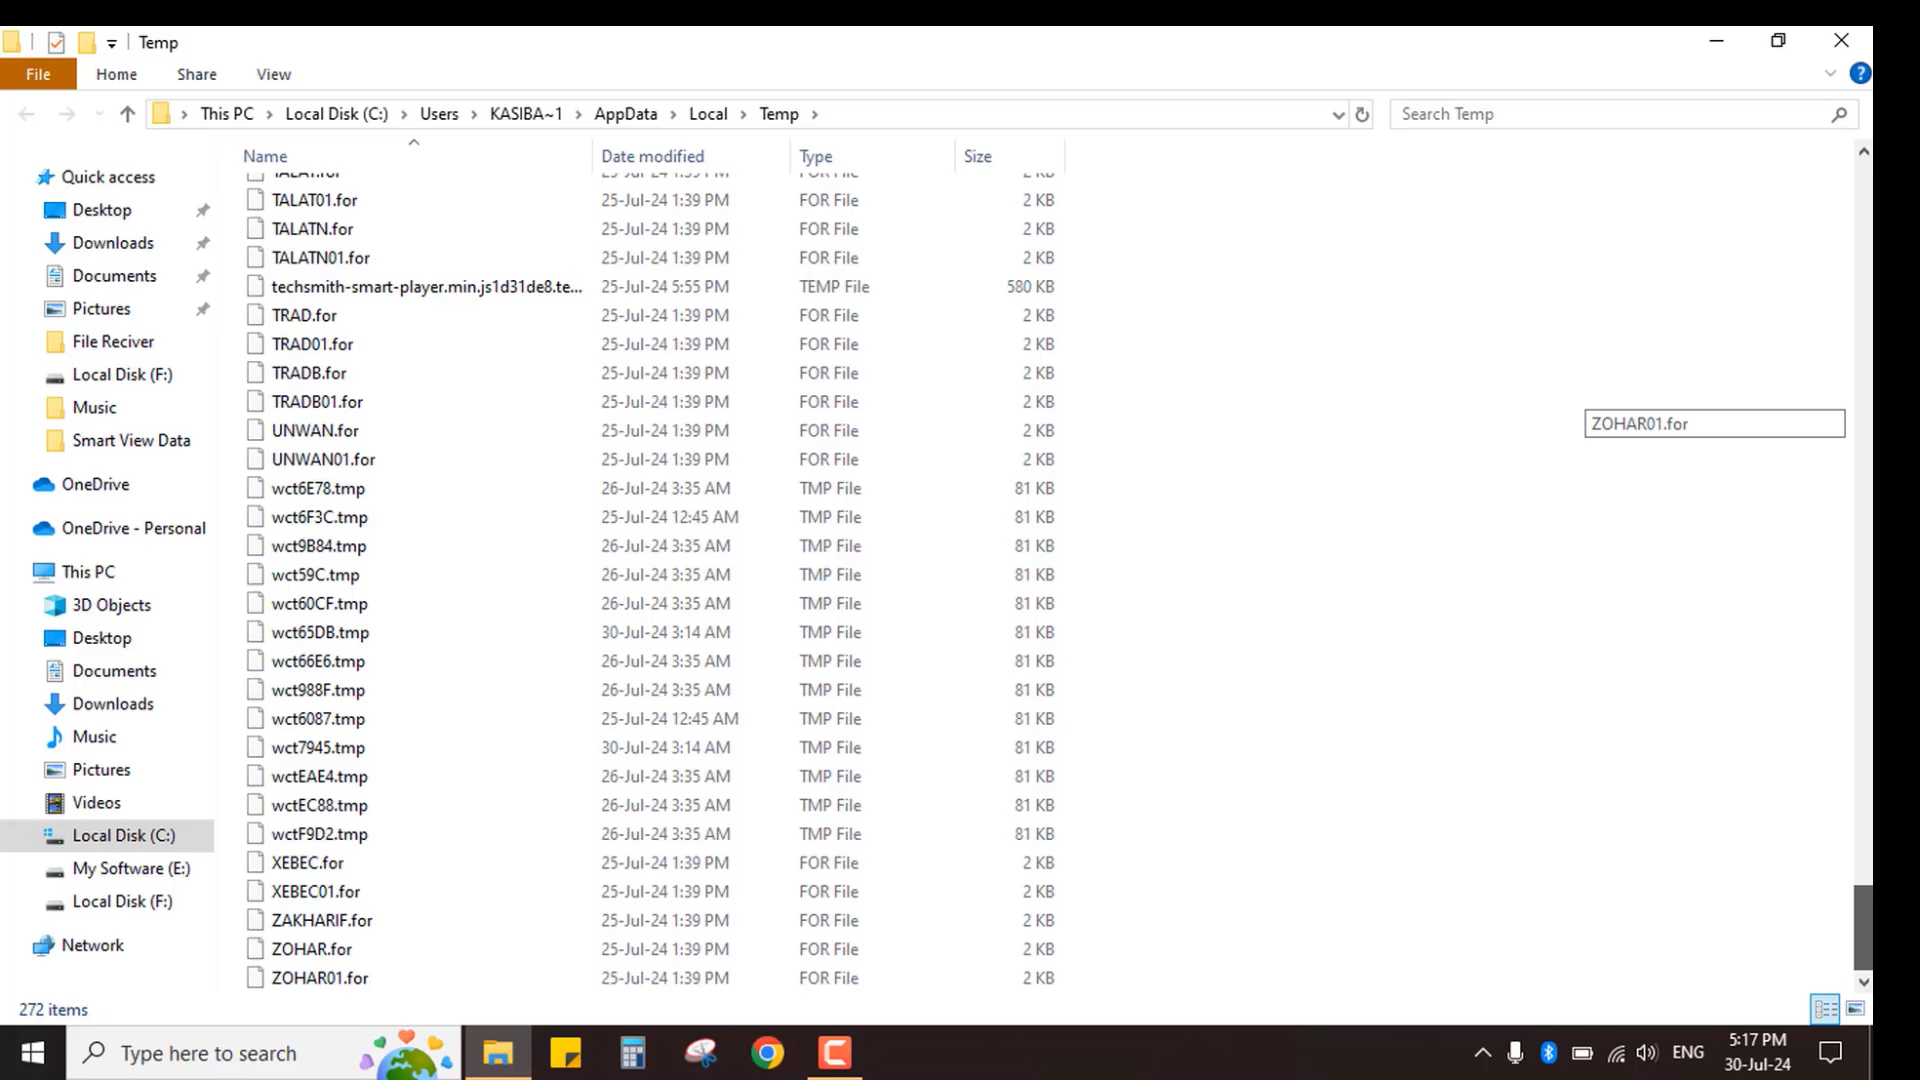 Temp
File Home Share View
This PC Local Disk (C:) Users KASIBA~1 AppData Local Temp
Search Temp
Name Date modified Type Size
Quick access
Desktop
Downloads
Documents
Pictures
File Reciver
Local Disk (F:)
Music
Smart View Data
OneDrive
OneDrive - Personal
This PC
3D Objects
Desktop
Documents
Downloads
Music
Pictures
Videos
Local Disk (C:)
My Software (E:)
Local Disk (F:)
Network
TALAT01.for 25-Jul-24 1:39 PM FOR File 2 KB
TALATN.for 25-Jul-24 1:39 PM FOR File 2 KB
TALATN01.for 25-Jul-24 1:39 PM FOR File 2 KB
techsmith-smart-player.min.js1d31de8.te... 25-Jul-24 5:55 PM TEMP File 580 KB
TRAD.for 25-Jul-24 1:39 PM FOR File 2 KB
TRAD01.for 25-Jul-24 1:39 PM FOR File 2 KB
TRADB.for 25-Jul-24 1:39 PM FOR File 2 KB
TRADB01.for 25-Jul-24 1:39 PM FOR File 2 KB
UNWAN.for 25-Jul-24 1:39 PM FOR File 2 KB
UNWAN01.for 25-Jul-24 1:39 PM FOR File 2 KB
wct6E78.tmp 26-Jul-24 3:35 AM TMP File 81 KB
wct6F3C.tmp 25-Jul-24 12:45 AM TMP File 81 KB
wct9B84.tmp 26-Jul-24 3:35 AM TMP File 81 KB
wct59C.tmp 26-Jul-24 3:35 AM TMP File 81 KB
wct60CF.tmp 26-Jul-24 3:35 AM TMP File 81 KB
wct65DB.tmp 30-Jul-24 3:14 AM TMP File 81 KB
wct66E6.tmp 26-Jul-24 3:35 AM TMP File 81 KB
wct988F.tmp 26-Jul-24 3:35 AM TMP File 81 KB
wct6087.tmp 25-Jul-24 12:45 AM TMP File 81 KB
wct7945.tmp 30-Jul-24 3:14 AM TMP File 81 KB
wctEAE4.tmp 26-Jul-24 3:35 AM TMP File 81 KB
wctEC88.tmp 26-Jul-24 3:35 AM TMP File 81 KB
wctF9D2.tmp 26-Jul-24 3:35 AM TMP File 81 KB
XEBEC.for 25-Jul-24 1:39 PM FOR File 2 KB
XEBEC01.for 25-Jul-24 1:39 PM FOR File 2 KB
ZAKHARIF.for 25-Jul-24 1:39 PM FOR File 2 KB
ZOHAR.for 25-Jul-24 1:39 PM FOR File 2 KB
ZOHAR01.for 25-Jul-24 1:39 PM FOR File 2 KB
ZOHAR01.for
272 items
Type here to search
ENG
5:17 PM
30-Jul-24